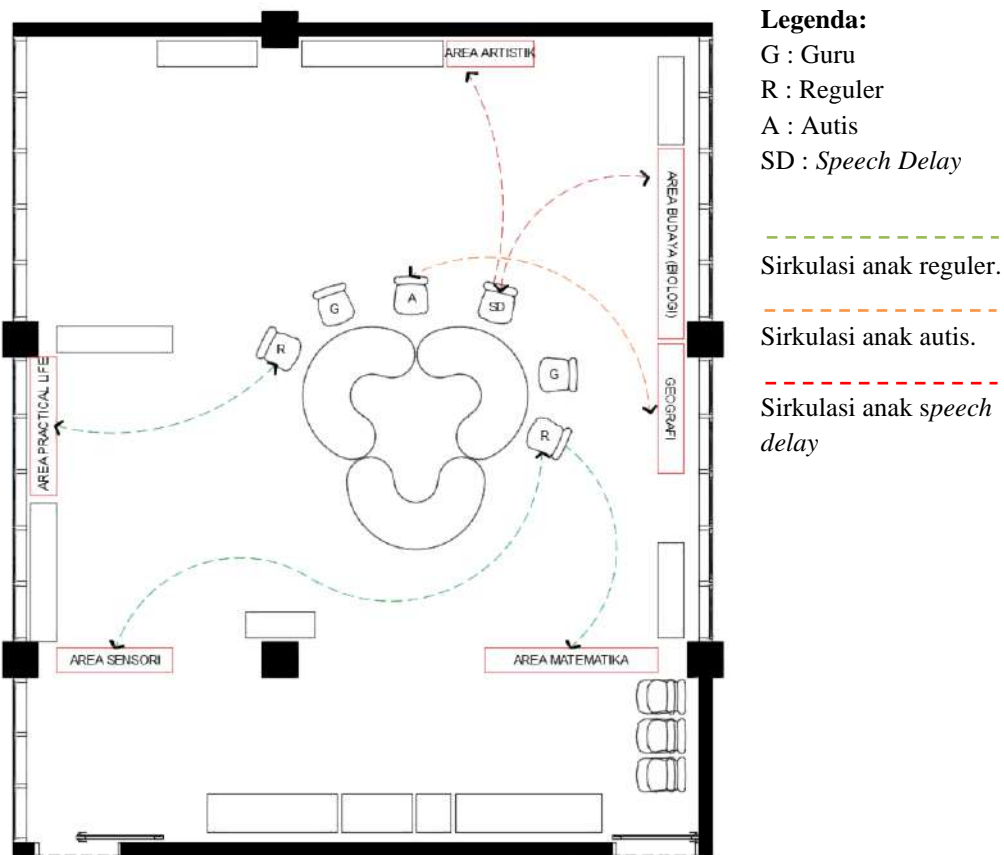 AREA ARTISTIK
AREA BUDAYA (BIOLOGI)
GEOGRAFI
AREA PRACTICAL LIFE
G
A
SD
R
G
R
AREA SENSORI
AREA MATEMATIKA
Legenda:
G : Guru
R : Reguler
A : Autis
SD : Speech Delay
Sirkulasi anak reguler.
Sirkulasi anak autis.
Sirkulasi anak speech
delay